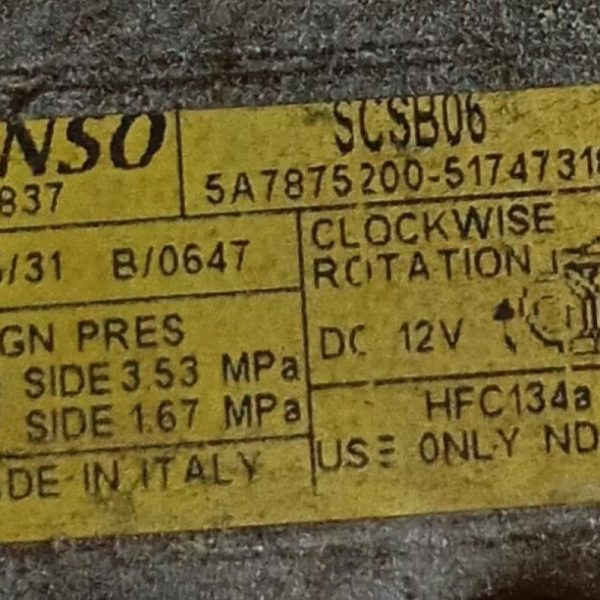 NSO
SCSB06
837
5A7875200-5174731
/31 B/0647
CLOCKWISE
ROTATION
GN PRES
DC 12V
SIDE 3.53 MPa
SIDE 1.67 MPa
HFC134a
DE IN ITALY
USE ONLY ND